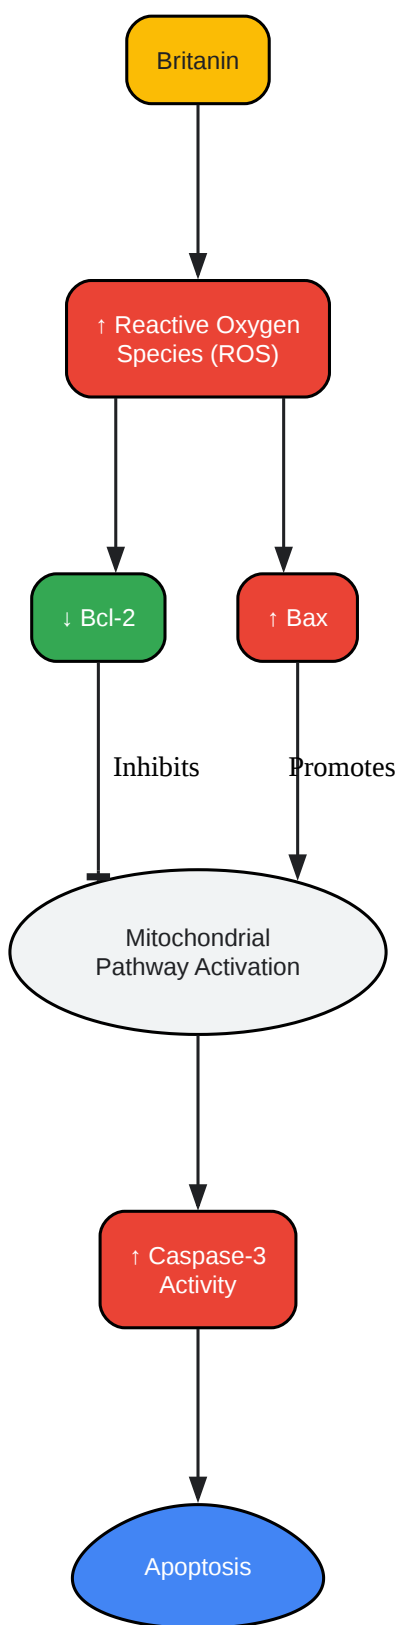 Britanin
↑ Reactive Oxygen
Species (ROS)
↓ Bcl-2
↑ Bax
Inhibits
Promotes
Mitochondrial
Pathway Activation
↑ Caspase-3
Activity
Apoptosis